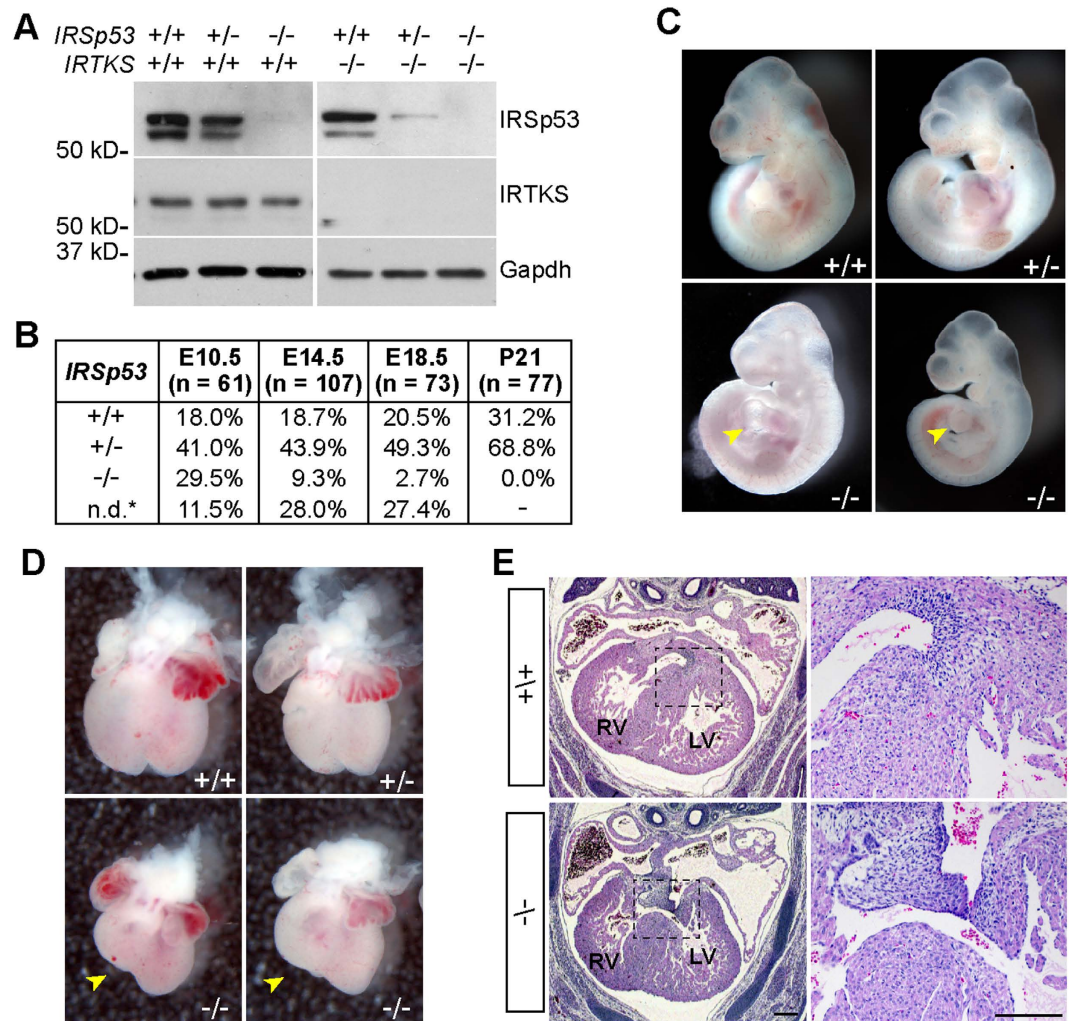 A
IRSp53 +/+ +/- -/- +/+ +/- -/-
IRTKS +/+ +/+ +/+ -/- -/- -/-
IRSp53
50 kD-
IRTKS
50 kD-
37 kD-
Gapdh
B
IRSp53 E10.5 (n = 61) E14.5 (n = 107) E18.5 (n = 73) P21 (n = 77)
+/+ 18.0% 18.7% 20.5% 31.2%
+/- 41.0% 43.9% 49.3% 68.8%
-/- 29.5% 9.3% 2.7% 0.0%
n.d.* 11.5% 28.0% 27.4% -
C
+/+ +/-
-/- -/-
D
+/+ +/-
-/- -/-
E
+/+
RV LV
-/-
RV LV